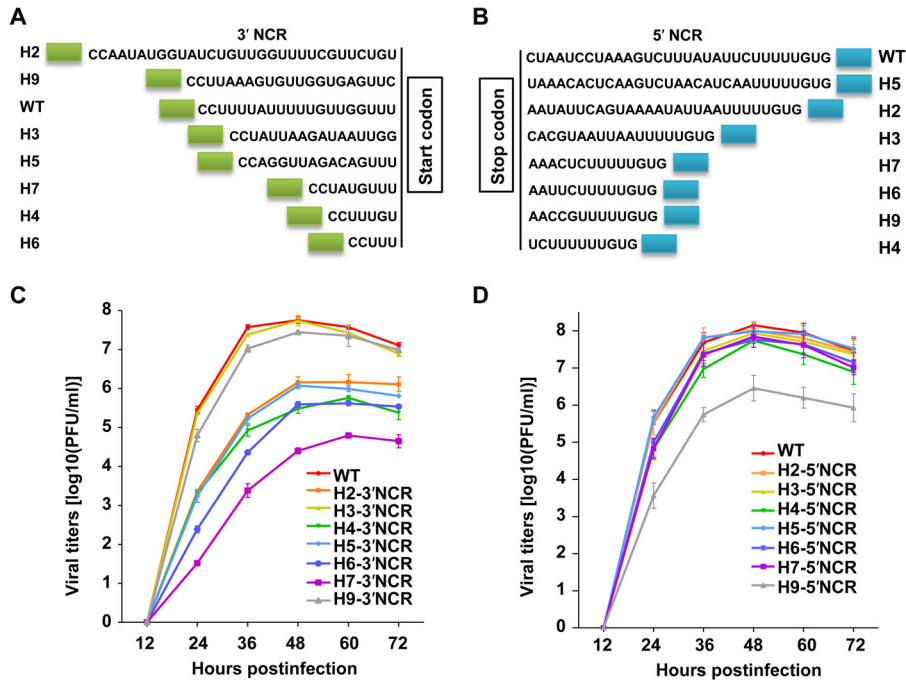 A
3′ NCR
H2 CCAAUAUGGUAUCUGUUGGUUUUCGUUCUGU
H9 CCUUAAAGUGUUGGUGAGUUC
WT CCUUUUAUUUUUGUUGGUUU
H3 CCUAUUAAGAUAAUUGG
H5 CCAGGUUAGACAGUUU
H7 CCUAUGUUU
H4 CCUUUGU
H6 CCUUU
Start codon
B
5′ NCR
CUAAUCCUAAAGUCUUUAUAUUCUUUUUGUG WT
UAAACACUCAAGUCUAACAUCAAUUUUUGUG H5
AAUAUUCAGUAAAAUAUUAAUUUUUGUG H2
CACGUAAUUAAUUUUUGUG H3
AAACUCUUUUUGUG H7
AAUUCUUUUUGUG H6
AACCGUUUUUGUG H9
UCUUUUUUGUG H4
Stop codon
C
Viral titers [log10(PFU/ml)]
8
7
6
5
4
3
2
1
0
12 24 36 48 60 72
Hours postinfection
WT
H2-3′NCR
H3-3′NCR
H4-3′NCR
H5-3′NCR
H6-3′NCR
H7-3′NCR
H9-3′NCR
D
Viral titers [log10(PFU/ml)]
8
7
6
5
4
3
2
1
0
12 24 36 48 60 72
Hours postinfection
WT
H2-5′NCR
H3-5′NCR
H4-5′NCR
H5-5′NCR
H6-5′NCR
H7-5′NCR
H9-5′NCR